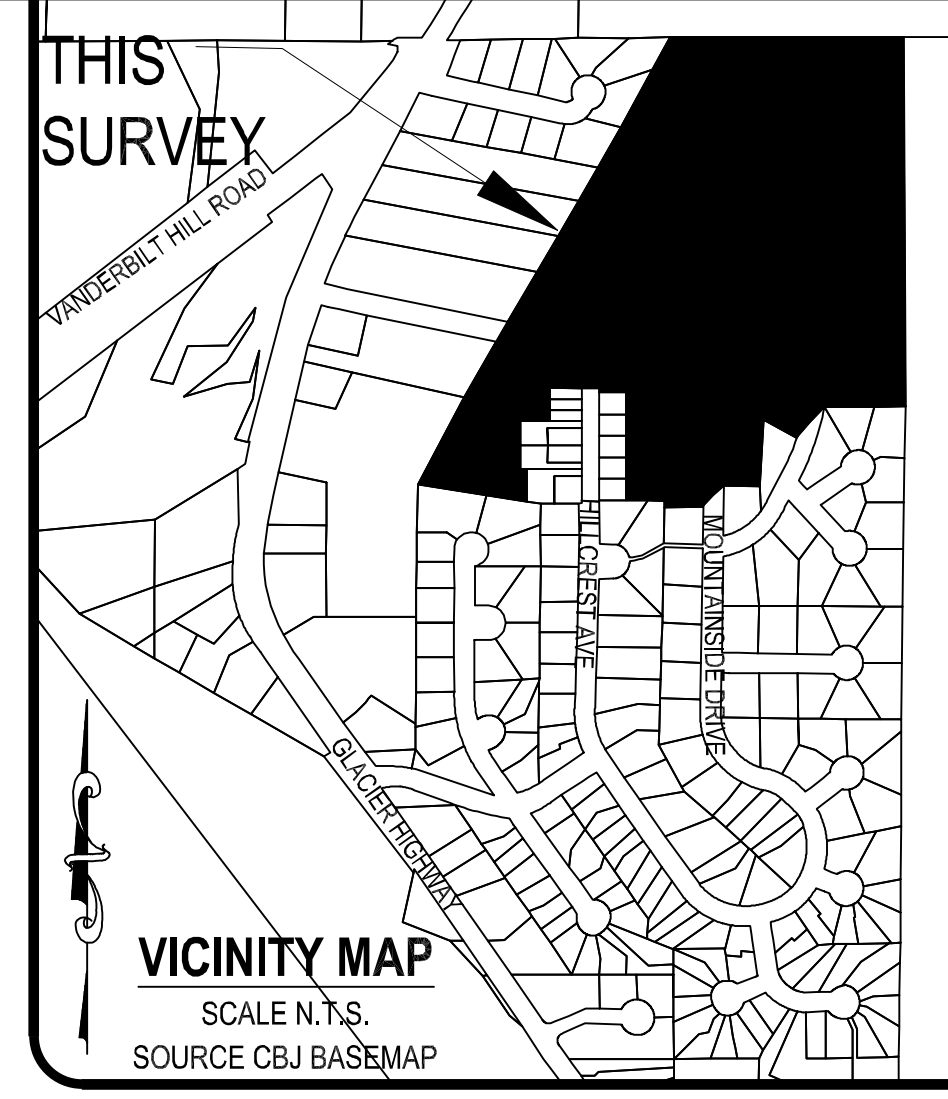 THIS
SURVEY
VANDERBILT HILL ROAD
HILLCREST AVE
MOUNTAINSIDE DRIVE
GLACIER HIGHWAY
VICINITY MAP
SCALE N.T.S.
SOURCE CBJ BASEMAP